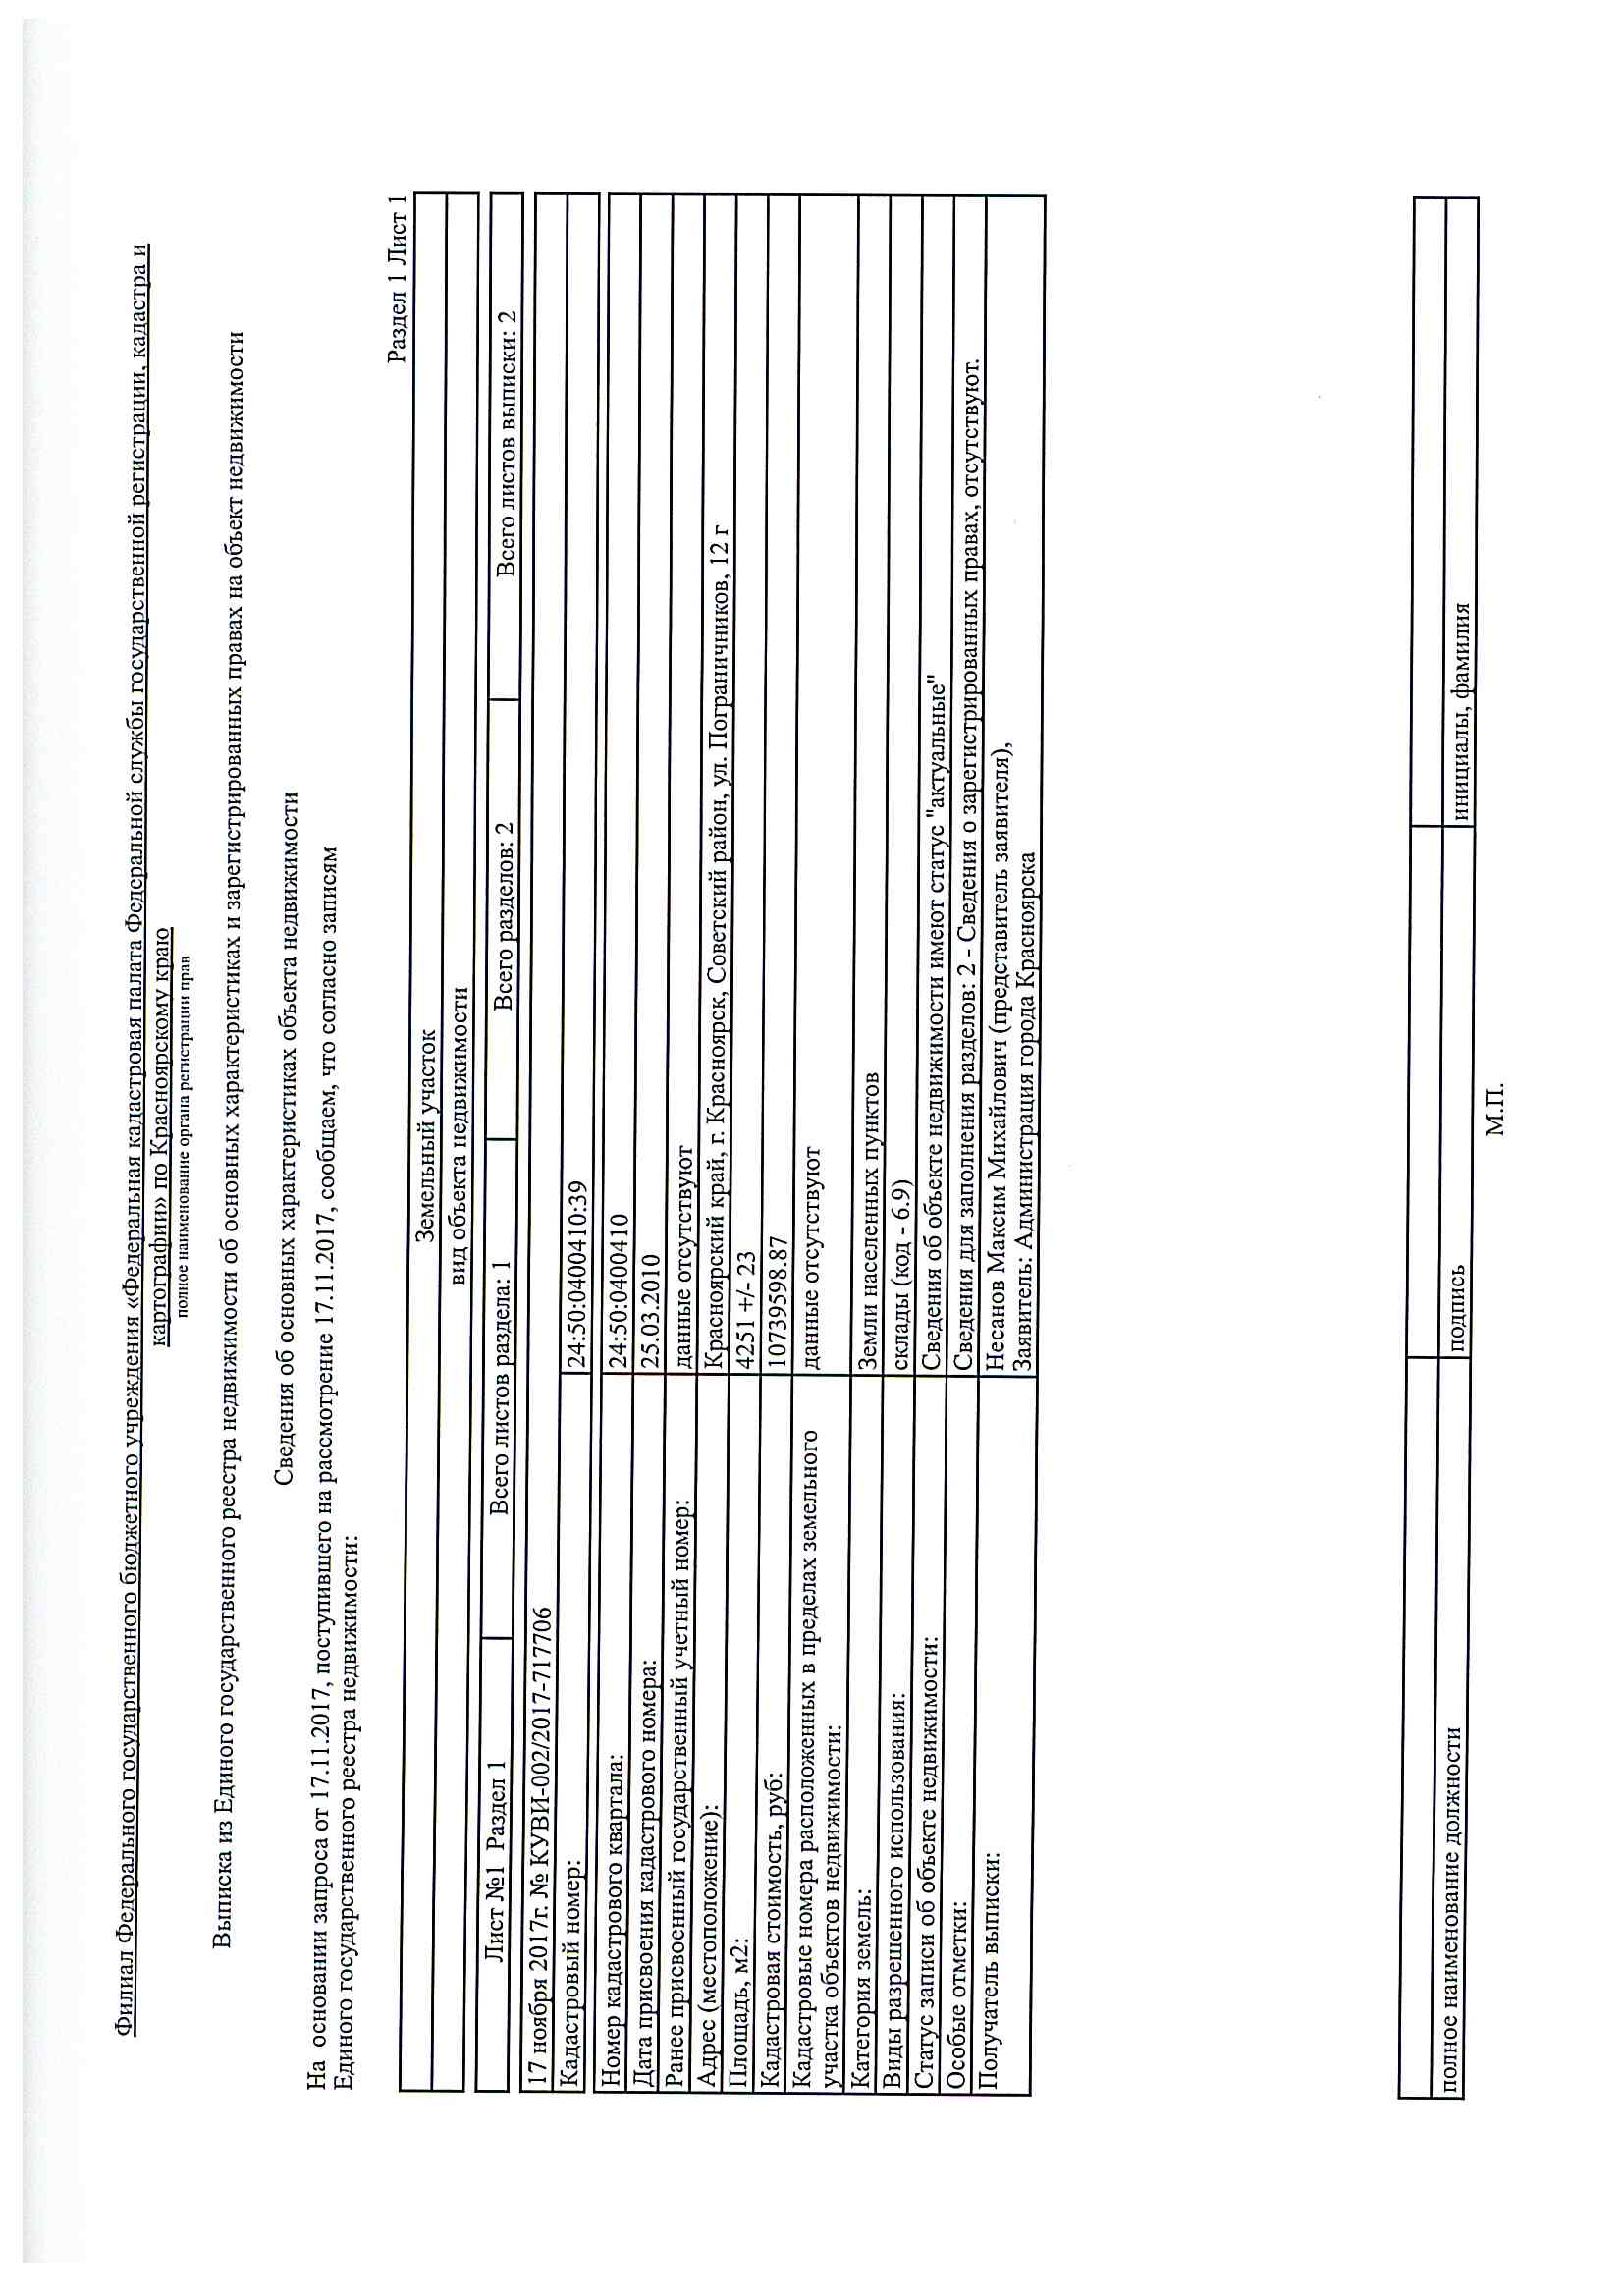 Филиал Федерального государственного бюджетного учреждения «Федеральная кадастровая палата Федеральной службы государственной регистрации, кадастра и
картографии» по Красноярскому краю
полное наименование органа регистрации прав
Выписка из Единого государственного реестра недвижимости об основных характеристиках и зарегистрированных правах на объект недвижимости
Сведения об основных характеристиках объекта недвижимости
На основании запроса от 17.11.2017, поступившего на рассмотрение 17.11.2017, сообщаем, что согласно записям
Единого государственного реестра недвижимости:
Раздел 1 Лист 1
Земельный участок
вид объекта недвижимости
Лист №1 Раздел 1 Всего листов раздела: 1 Всего разделов: 2 Всего листов выписки: 2
17 ноября 2017г. № КУВИ-002/2017-717706
Кадастровый номер: 24:50:0400410:39
Номер кадастрового квартала: 24:50:0400410
Дата присвоения кадастрового номера: 25.03.2010
Ранее присвоенный государственный учетный номер: данные отсутствуют
Адрес (местоположение): Красноярский край, г. Красноярск, Советский район, ул. Пограничников, 12 г
Площадь, м2: 4251 +/- 23
Кадастровая стоимость, руб: 10739598.87
Кадастровые номера расположенных в пределах земельного
участка объектов недвижимости: данные отсутствуют
Категория земель: Земли населенных пунктов
Виды разрешенного использования: склады (код - 6.9)
Статус записи об объекте недвижимости: Сведения об объекте недвижимости имеют статус "актуальные"
Особые отметки: Сведения для заполнения разделов: 2 - Сведения о зарегистрированных правах, отсутствуют.
Получатель выписки: Несанов Максим Михайлович (представитель заявителя),
Заявитель: Администрация города Красноярска
полное наименование должности подпись инициалы, фамилия
М.П.